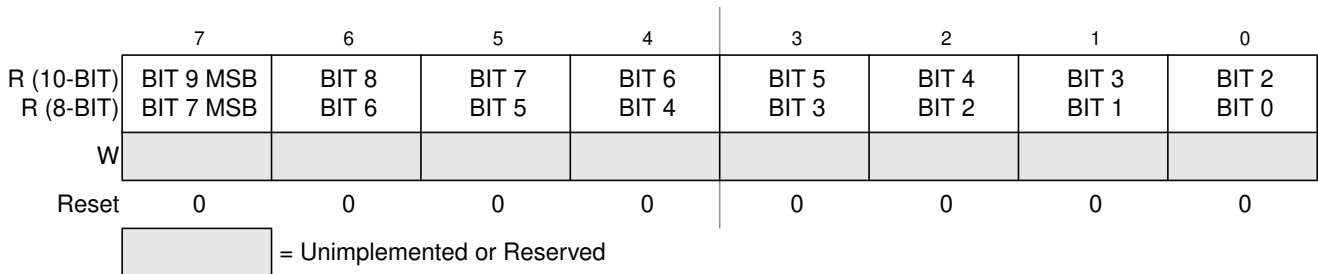 7 6 5 4 3 2 1 0
R (10-BIT) BIT 9 MSB BIT 8 BIT 7 BIT 6 BIT 5 BIT 4 BIT 3 BIT 2
R (8-BIT) BIT 7 MSB BIT 6 BIT 5 BIT 4 BIT 3 BIT 2 BIT 1 BIT 0
W
Reset 0 0 0 0 0 0 0 0
= Unimplemented or Reserved